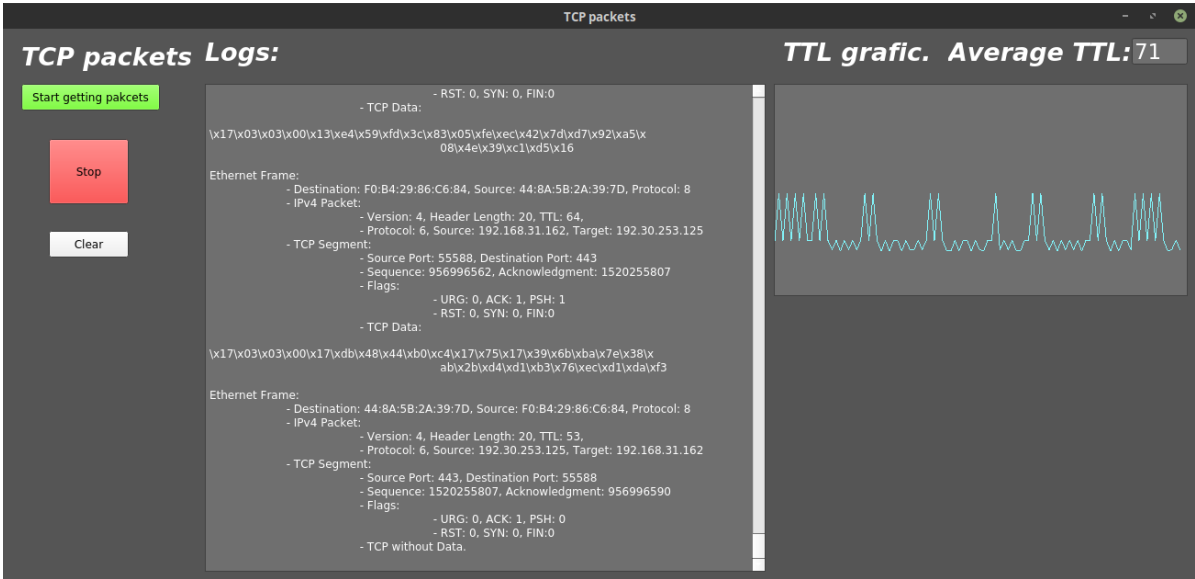 TCP packets
TCP packets
Start getting pakcets
Stop
Clear
Logs:
- RST: 0, SYN: 0, FIN:0
- TCP Data:
\x17\x03\x03\x00\x13\xe4\x59\xfd\x3c\x83\x05\xfe\xec\x42\x7d\xd7\x92\xa5\x
08\x4e\x39\xc1\xd5\x16
Ethernet Frame:
- Destination: F0:B4:29:86:C6:84, Source: 44:8A:5B:2A:39:7D, Protocol: 8
- IPv4 Packet:
- Version: 4, Header Length: 20, TTL: 64,
- Protocol: 6, Source: 192.168.31.162, Target: 192.30.253.125
- TCP Segment:
- Source Port: 55588, Destination Port: 443
- Sequence: 956996562, Acknowledgment: 1520255807
- Flags:
- URG: 0, ACK: 1, PSH: 1
- RST: 0, SYN: 0, FIN:0
- TCP Data:
\x17\x03\x03\x00\x17\xdb\x48\x44\xb0\xc4\x17\x75\x17\x39\x6b\xba\x7e\x38\x
ab\x2b\xd4\xd1\xb3\x76\xec\xd1\xda\xf3
Ethernet Frame:
- Destination: 44:8A:5B:2A:39:7D, Source: F0:B4:29:86:C6:84, Protocol: 8
- IPv4 Packet:
- Version: 4, Header Length: 20, TTL: 53,
- Protocol: 6, Source: 192.30.253.125, Target: 192.168.31.162
- TCP Segment:
- Source Port: 443, Destination Port: 55588
- Sequence: 1520255807, Acknowledgment: 956996590
- Flags:
- URG: 0, ACK: 1, PSH: 0
- RST: 0, SYN: 0, FIN:0
- TCP without Data.
TTL grafic. Average TTL: 71